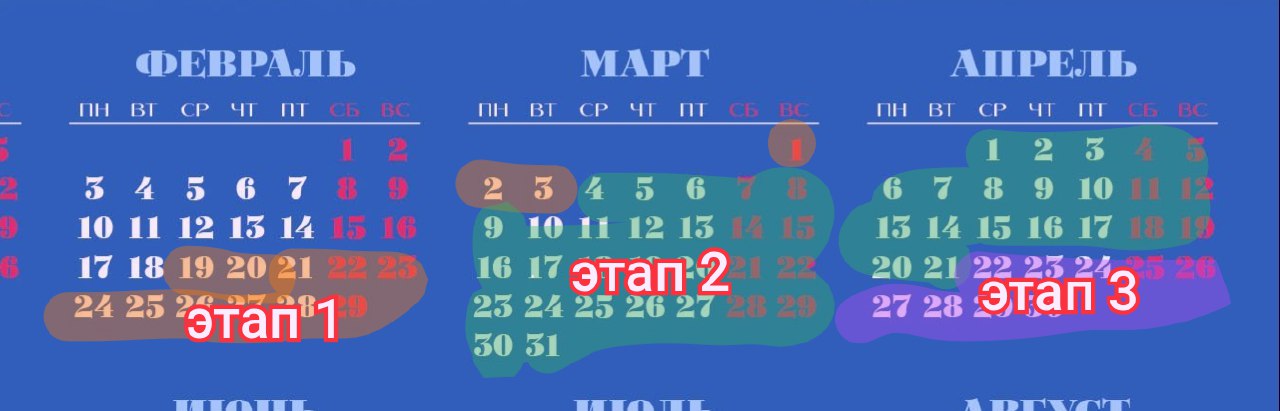 ФЕВРАЛЬ
ПН ВТ СР ЧТ ПТ СБ ВС
1 2
3 4 5 6 7 8 9
10 11 12 13 14 15 16
17 18 19 20 21 22 23
24 25 26 27 28 29
этап 1
МАРТ
ПН ВТ СР ЧТ ПТ СБ ВС
1
2 3 4 5 6 7 8
9 10 11 12 13 14 15
16 17 18 19 20 21 22
23 24 25 26 27 28 29
30 31
этап 2
АПРЕЛЬ
ПН ВТ СР ЧТ ПТ СБ ВС
1 2 3 4 5
6 7 8 9 10 11 12
13 14 15 16 17 18 19
20 21 22 23 24 25 26
27 28 29 30
этап 3
ИЮНЬ
ИЮЛЬ
АВГУСТ